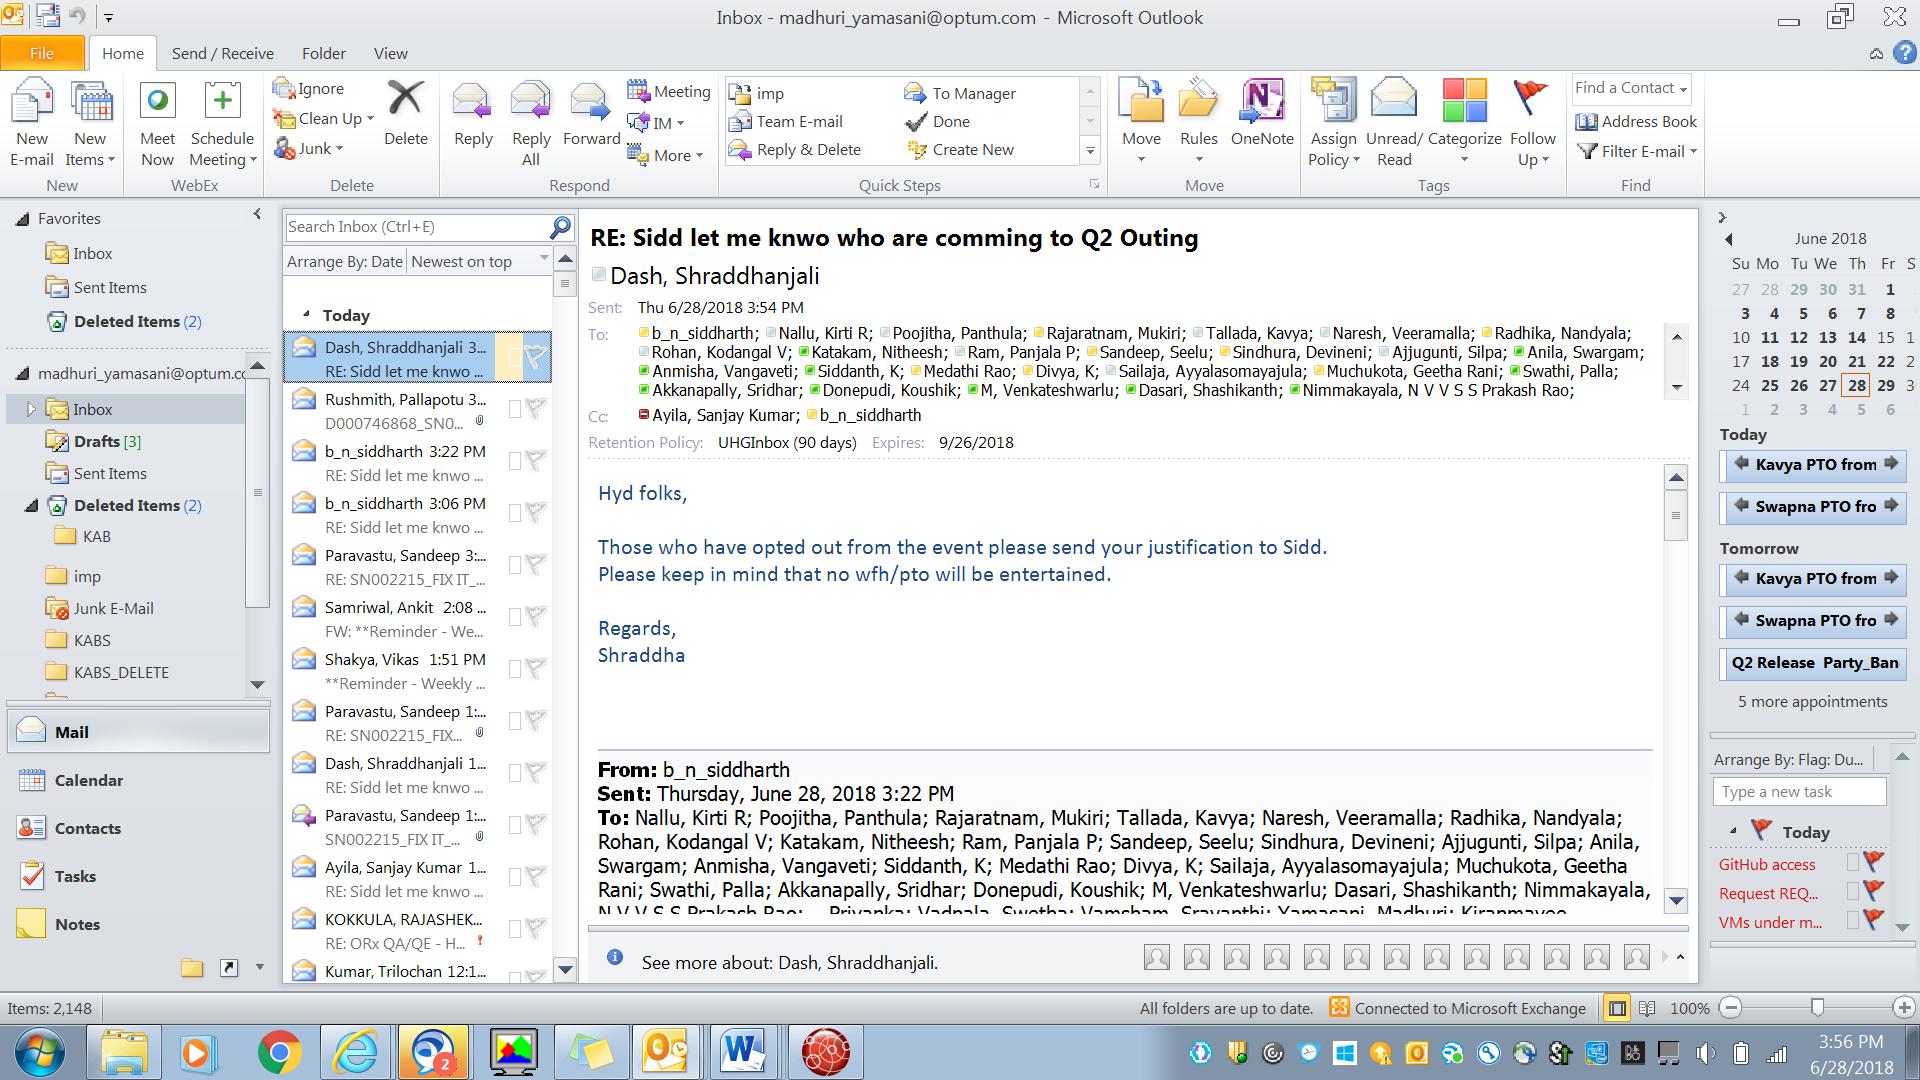 Inbox - madhuri_yamasani@optum.com - Microsoft Outlook
File Home Send / Receive Folder View
New E-mail
New Items
New
Meet Now
Schedule Meeting
WebEx
Ignore
Clean Up
Junk
Delete
Delete
Reply
Reply All
Forward
Meeting
IM
More
Respond
imp
Team E-mail
Reply & Delete
To Manager
Done
Create New
Quick Steps
Move
Rules
OneNote
Move
Assign Policy
Unread/ Read
Categorize
Follow Up
Tags
Find a Contact
Address Book
Filter E-mail
Find
Favorites
Inbox
Sent Items
Deleted Items (2)
madhuri_yamasani@optum.cc
Inbox
Drafts [3]
Sent Items
Deleted Items (2)
KAB
imp
Junk E-Mail
KABS
KABS_DELETE
Mail
Calendar
Contacts
Tasks
Notes
Search Inbox (Ctrl+E)
Arrange By: Date Newest on top
Today
Dash, Shraddhanjali 3...
RE: Sidd let me knwo ...
Rushmith, Pallapotu 3...
D000746868_SN0...
b_n_siddharth 3:22 PM
RE: Sidd let me knwo ...
b_n_siddharth 3:06 PM
RE: Sidd let me knwo ...
Paravastu, Sandeep 3:...
RE: SN002215_FIX IT_...
Samriwal, Ankit 2:08 ...
FW: **Reminder - We...
Shakya, Vikas 1:51 PM
**Reminder - Weekly ...
Paravastu, Sandeep 1:...
RE: SN002215_FIX...
Dash, Shraddhanjali 1...
RE: Sidd let me knwo ...
Paravastu, Sandeep 1:...
SN002215_FIX IT_...
Ayila, Sanjay Kumar 1...
RE: Sidd let me knwo ...
KOKKULA, RAJASHEK...
RE: ORx QA/QE - H...
Kumar, Trilochan 12:1...
RE: Sidd let me knwo who are comming to Q2 Outing
Dash, Shraddhanjali
Sent: Thu 6/28/2018 3:54 PM
To: b_n_siddharth; Nallu, Kirti R; Poojitha, Panthula; Rajaratnam, Mukiri; Tallada, Kavya; Naresh, Veeramalla; Radhika, Nandyala;
Rohan, Kodangal V; Katakam, Nitheesh; Ram, Panjala P; Sandeep, Seelu; Sindhura, Devineni; Ajjugunti, Silpa; Anila, Swargam;
Anmisha, Vangaveti; Siddanth, K; Medathi Rao; Divya, K; Sailaja, Ayyalasomayajula; Muchukota, Geetha Rani; Swathi, Palla;
Akkanapally, Sridhar; Donepudi, Koushik; M, Venkateshwarlu; Dasari, Shashikanth; Nimmakayala, N V V S S Prakash Rao;
Cc: Ayila, Sanjay Kumar; b_n_siddharth
Retention Policy: UHGInbox (90 days) Expires: 9/26/2018
Hyd folks,
Those who have opted out from the event please send your justification to Sidd.
Please keep in mind that no wfh/pto will be entertained.
Regards,
Shraddha
From: b_n_siddharth
Sent: Thursday, June 28, 2018 3:22 PM
To: Nallu, Kirti R; Poojitha, Panthula; Rajaratnam, Mukiri; Tallada, Kavya; Naresh, Veeramalla; Radhika, Nandyala;
Rohan, Kodangal V; Katakam, Nitheesh; Ram, Panjala P; Sandeep, Seelu; Sindhura, Devineni; Ajjugunti, Silpa; Anila,
Swargam; Anmisha, Vangaveti; Siddanth, K; Medathi Rao; Divya, K; Sailaja, Ayyalasomayajula; Muchukota, Geetha
Rani; Swathi, Palla; Akkanapally, Sridhar; Donepudi, Koushik; M, Venkateshwarlu; Dasari, Shashikanth; Nimmakayala,
N V V S S Prakash Rao; Priyanka; Vadnala, Swetha; Vamsham, Sravanthi; Yamasani, Madhuri; Kiranmayee
See more about: Dash, Shraddhanjali.
June 2018
Su Mo Tu We Th Fr S
27 28 29 30 31 1
3 4 5 6 7 8
10 11 12 13 14 15 1
17 18 19 20 21 22 2
24 25 26 27 28 29 3
1 2 3 4 5 6
Today
Kavya PTO from
Swapna PTO fro
Tomorrow
Kavya PTO from
Swapna PTO fro
Q2 Release Party_Ban
5 more appointments
Arrange By: Flag: Du...
Type a new task
Today
GitHub access
Request REQ...
VMs under m...
Items: 2,148
All folders are up to date. Connected to Microsoft Exchange 100%
2
3:56 PM
6/28/2018